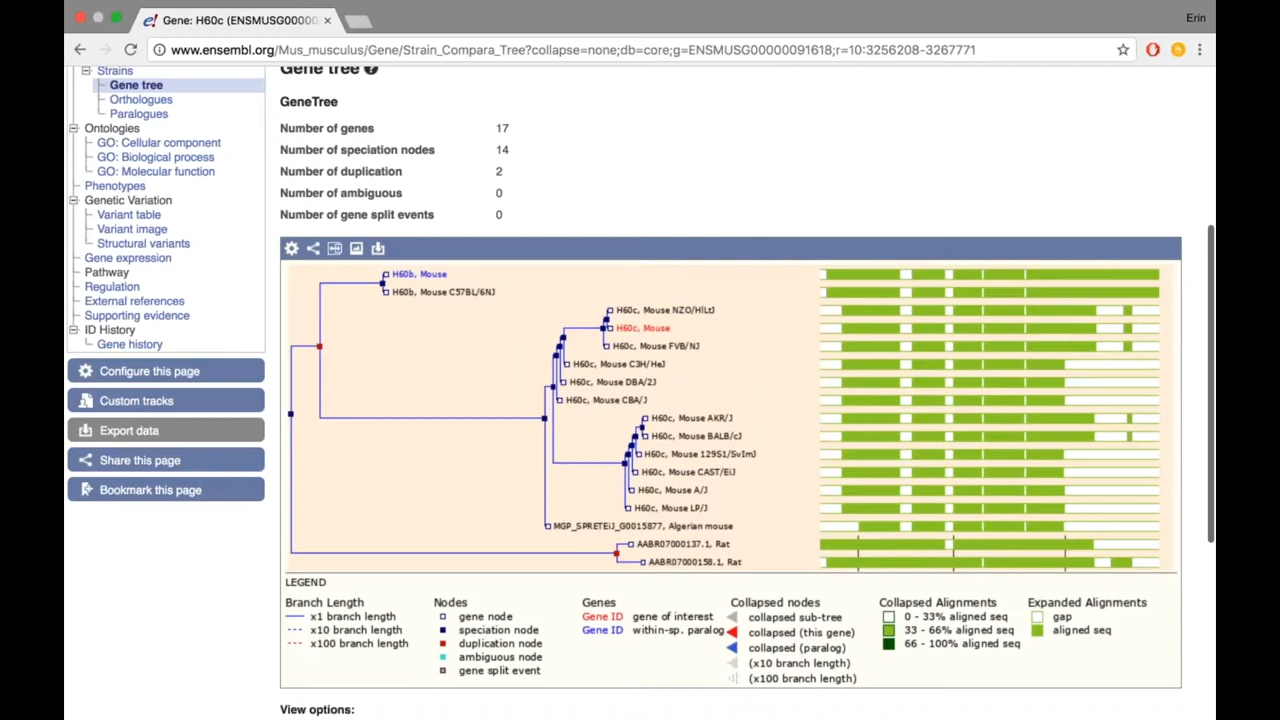 Gene: H60c (ENSMUSG00000
Erin
www.ensembl.org/Mus_musculus/Gene/Strain_Compara_Tree?collapse=none;db=core;g=ENSMUSG00000091618;r=10:3256208-3267771
Strains
Gene tree
Orthologues
Paralogues
Ontologies
GO: Cellular component
GO: Biological process
GO: Molecular function
Phenotypes
Genetic Variation
Variant table
Variant image
Structural variants
Gene expression
Pathway
Regulation
External references
Supporting evidence
ID History
Gene history
Configure this page
Custom tracks
Export data
Share this page
Bookmark this page
Gene tree ?
GeneTree
Number of genes 17
Number of speciation nodes 14
Number of duplication 2
Number of ambiguous 0
Number of gene split events 0
H60b, Mouse
H60b, Mouse C57BL/6NJ
H60c, Mouse NZO/HlLtJ
H60c, Mouse
H60c, Mouse FVB/NJ
H60c, Mouse C3H/HeJ
H60c, Mouse DBA/2J
H60c, Mouse CBA/J
H60c, Mouse AKR/J
H60c, Mouse BALB/cJ
H60c, Mouse 129S1/SvImJ
H60c, Mouse CAST/EiJ
H60c, Mouse A/J
H60c, Mouse LP/J
MGP_SPRETEiJ_G0015877, Algerian mouse
AABR07000137.1, Rat
AABR07000158.1, Rat
LEGEND
Branch Length
x1 branch length
x10 branch length
x100 branch length
Nodes
gene node
speciation node
duplication node
ambiguous node
gene split event
Genes
Gene ID gene of interest
Gene ID within-sp. paralog
Collapsed nodes
collapsed sub-tree
collapsed (this gene)
collapsed (paralog)
(x10 branch length)
(x100 branch length)
Collapsed Alignments
0 - 33% aligned seq
33 - 66% aligned seq
66 - 100% aligned seq
Expanded Alignments
gap
aligned seq
View options: